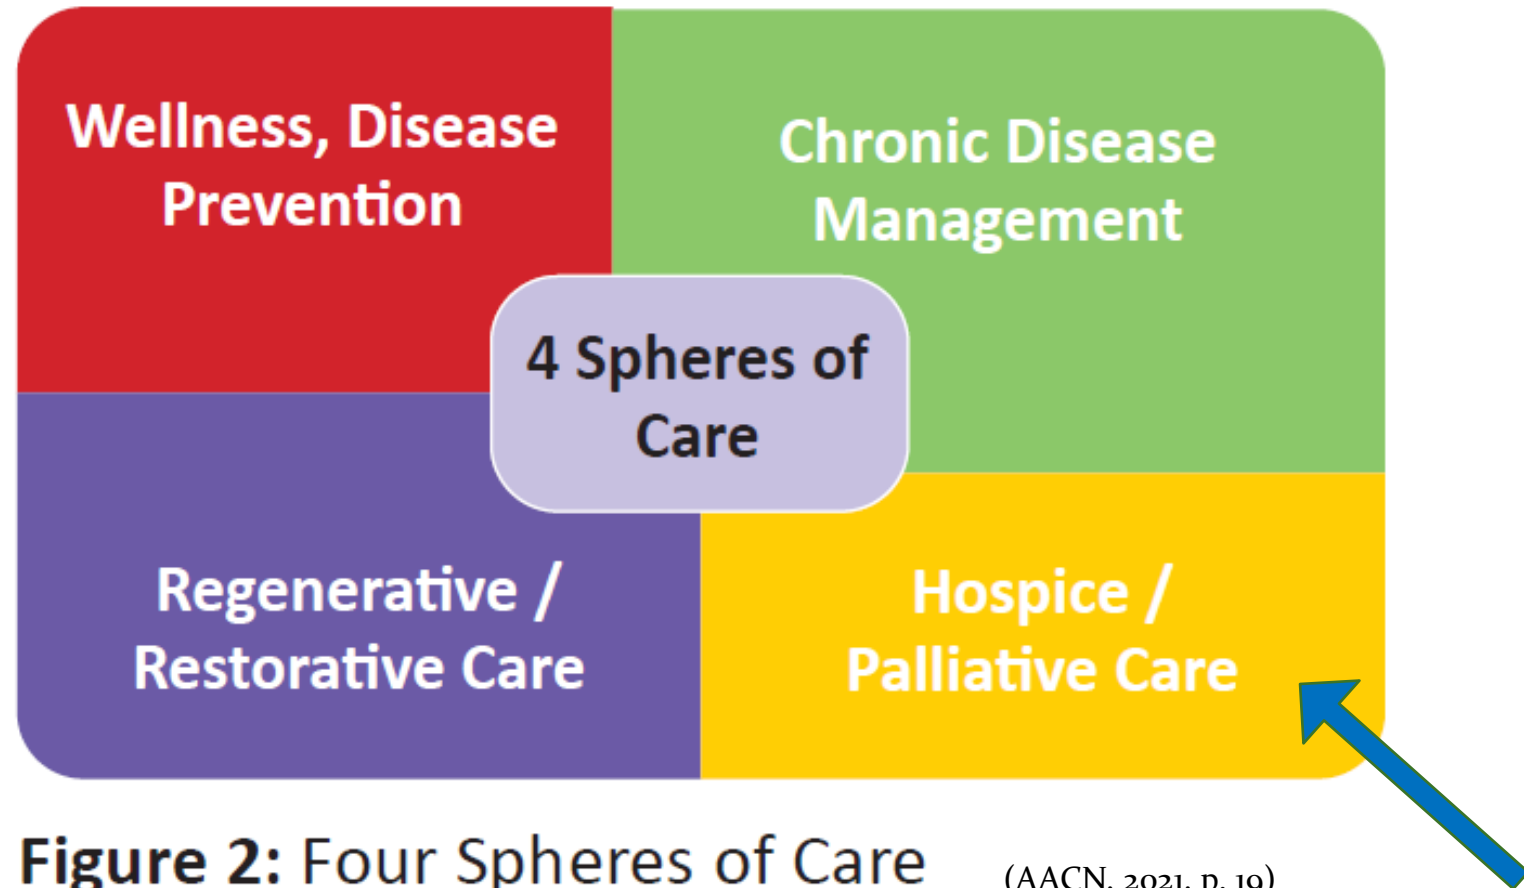 Wellness, Disease
Prevention
Chronic Disease
Management
4 Spheres of
Care
Regenerative /
Restorative Care
Hospice /
Palliative Care
Figure 2: Four Spheres of Care
(AACN, 2021, p. 19)